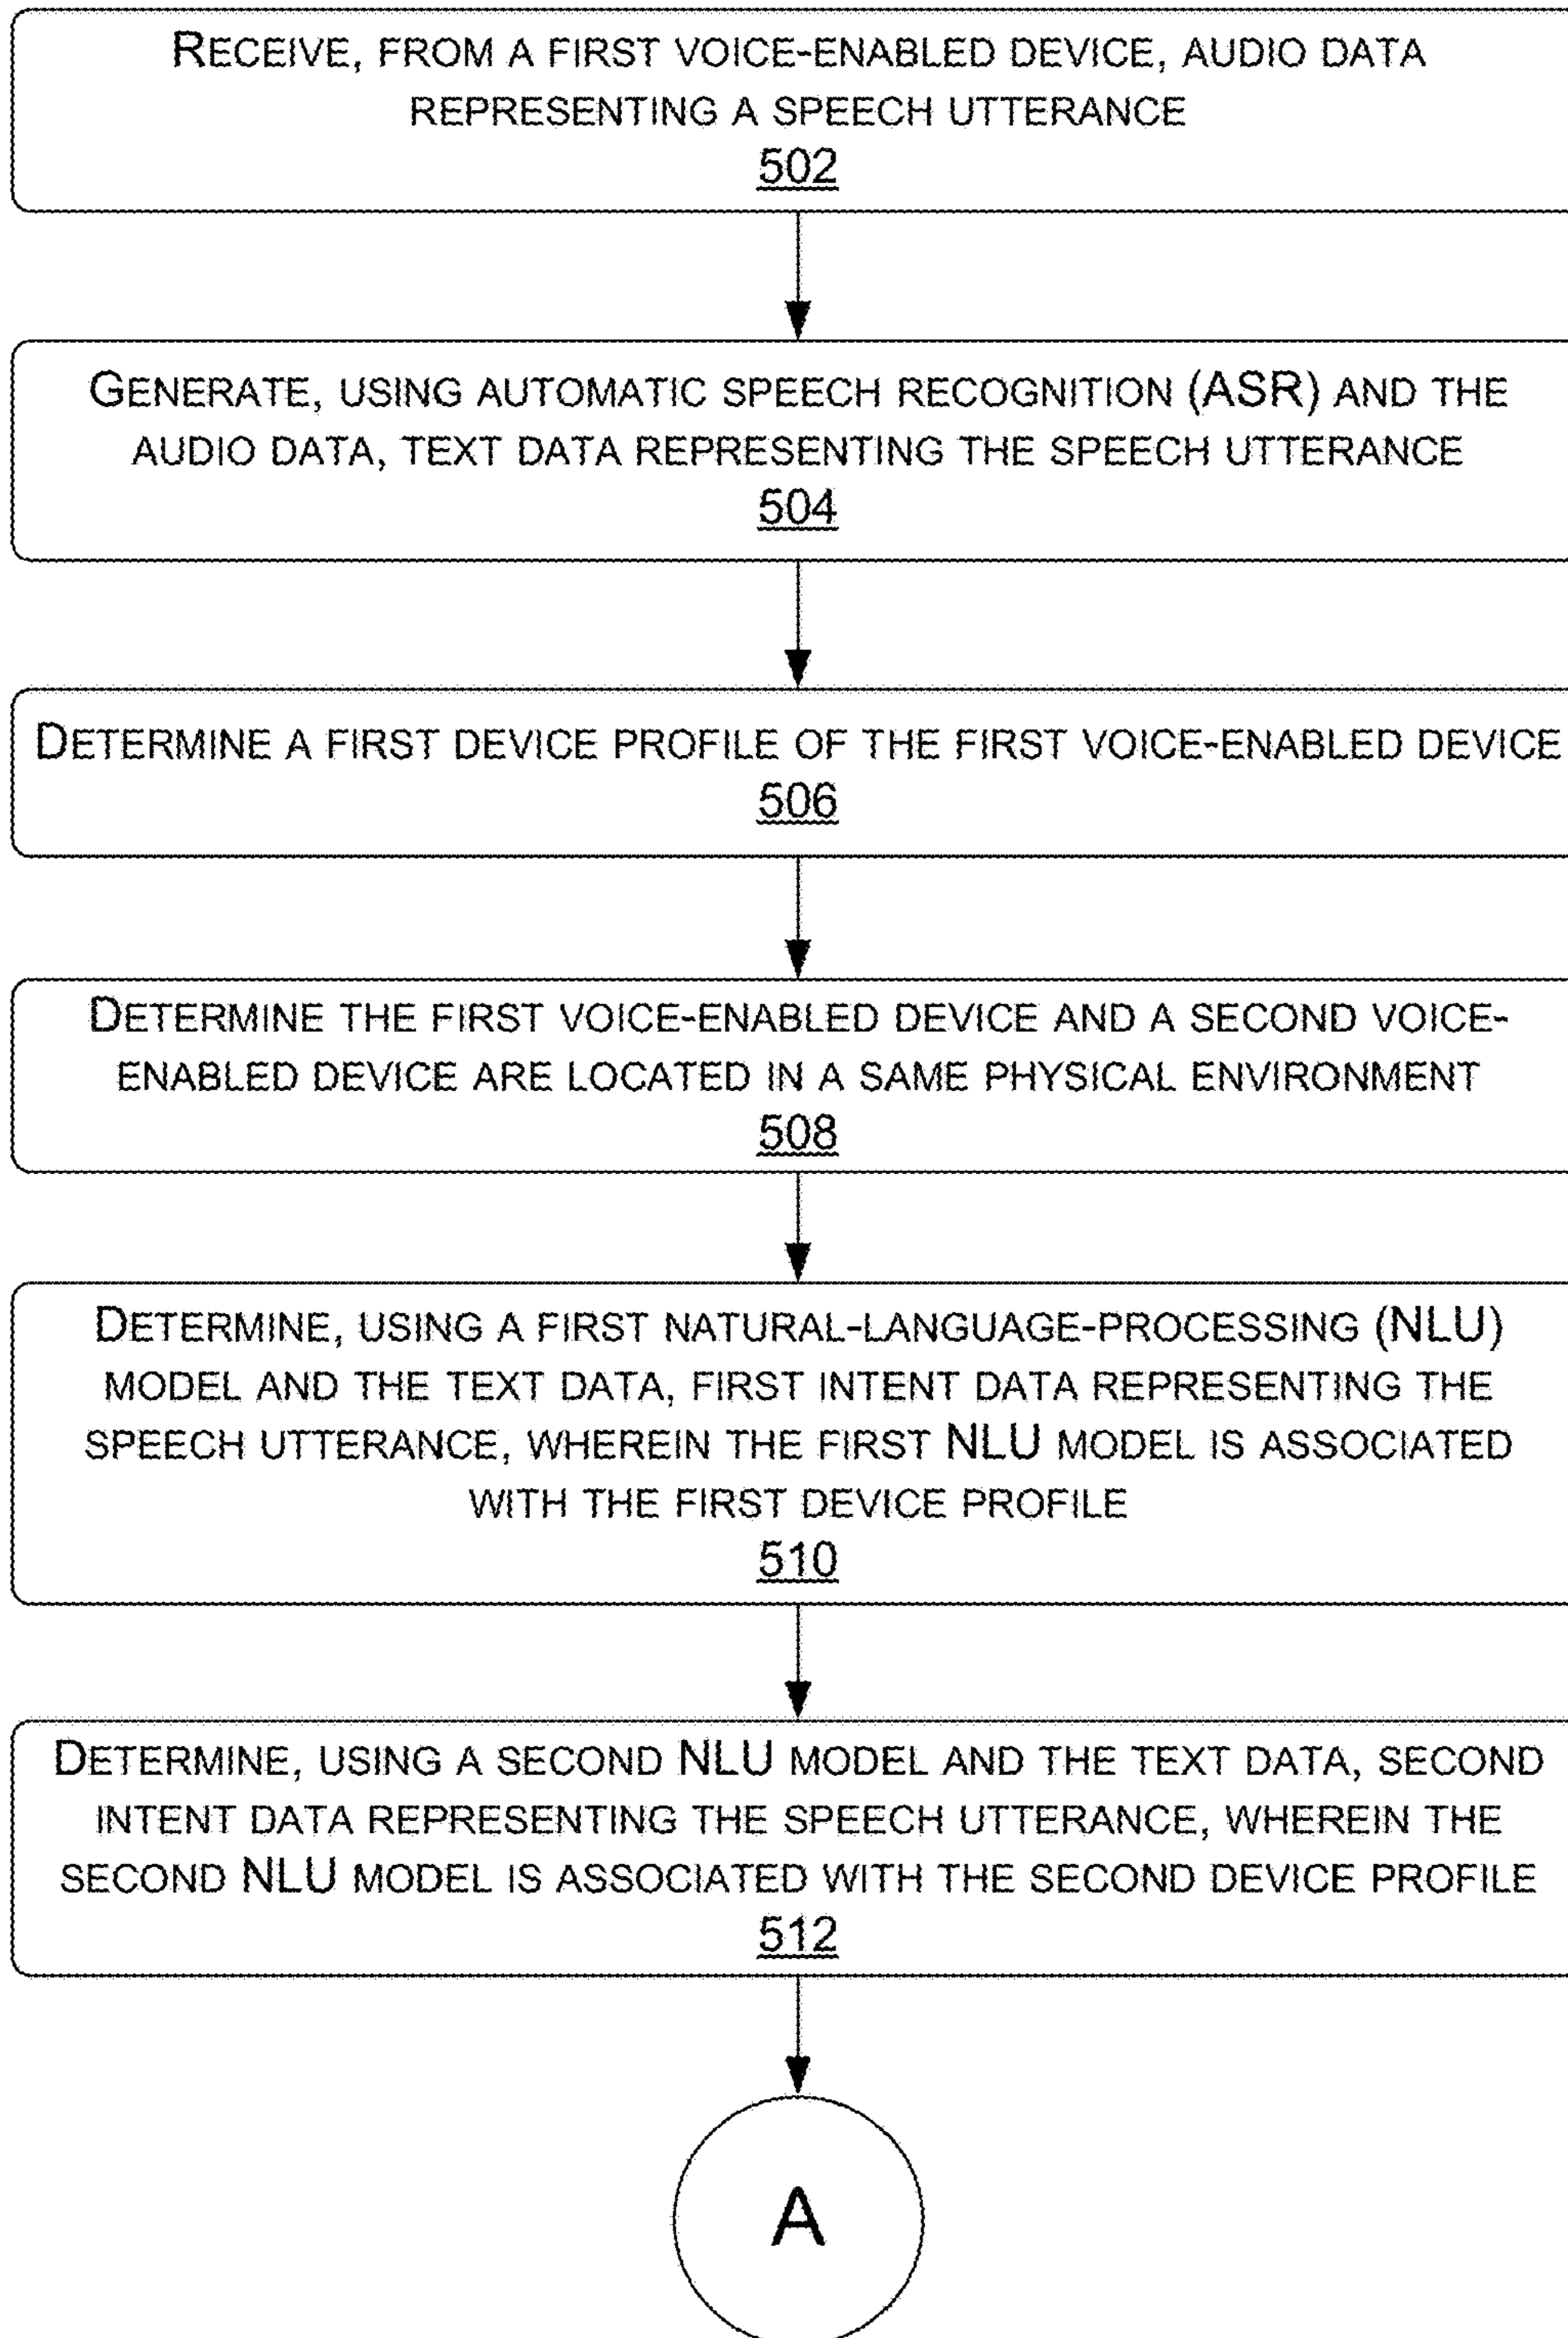 RECEIVE, FROM A FIRST VOICE-ENABLED DEVICE, AUDIO DATA
REPRESENTING A SPEECH UTTERANCE
502
GENERATE, USING AUTOMATIC SPEECH RECOGNITION (ASR) AND THE
AUDIO DATA, TEXT DATA REPRESENTING THE SPEECH UTTERANCE
504
DETERMINE A FIRST DEVICE PROFILE OF THE FIRST VOICE-ENABLED DEVICE
506
DETERMINE THE FIRST VOICE-ENABLED DEVICE AND A SECOND VOICE-
ENABLED DEVICE ARE LOCATED IN A SAME PHYSICAL ENVIRONMENT
508
DETERMINE, USING A FIRST NATURAL-LANGUAGE-PROCESSING (NLU)
MODEL AND THE TEXT DATA, FIRST INTENT DATA REPRESENTING THE
SPEECH UTTERANCE, WHEREIN THE FIRST NLU MODEL IS ASSOCIATED
WITH THE FIRST DEVICE PROFILE
510
DETERMINE, USING A SECOND NLU MODEL AND THE TEXT DATA, SECOND
INTENT DATA REPRESENTING THE SPEECH UTTERANCE, WHEREIN THE
SECOND NLU MODEL IS ASSOCIATED WITH THE SECOND DEVICE PROFILE
512
A